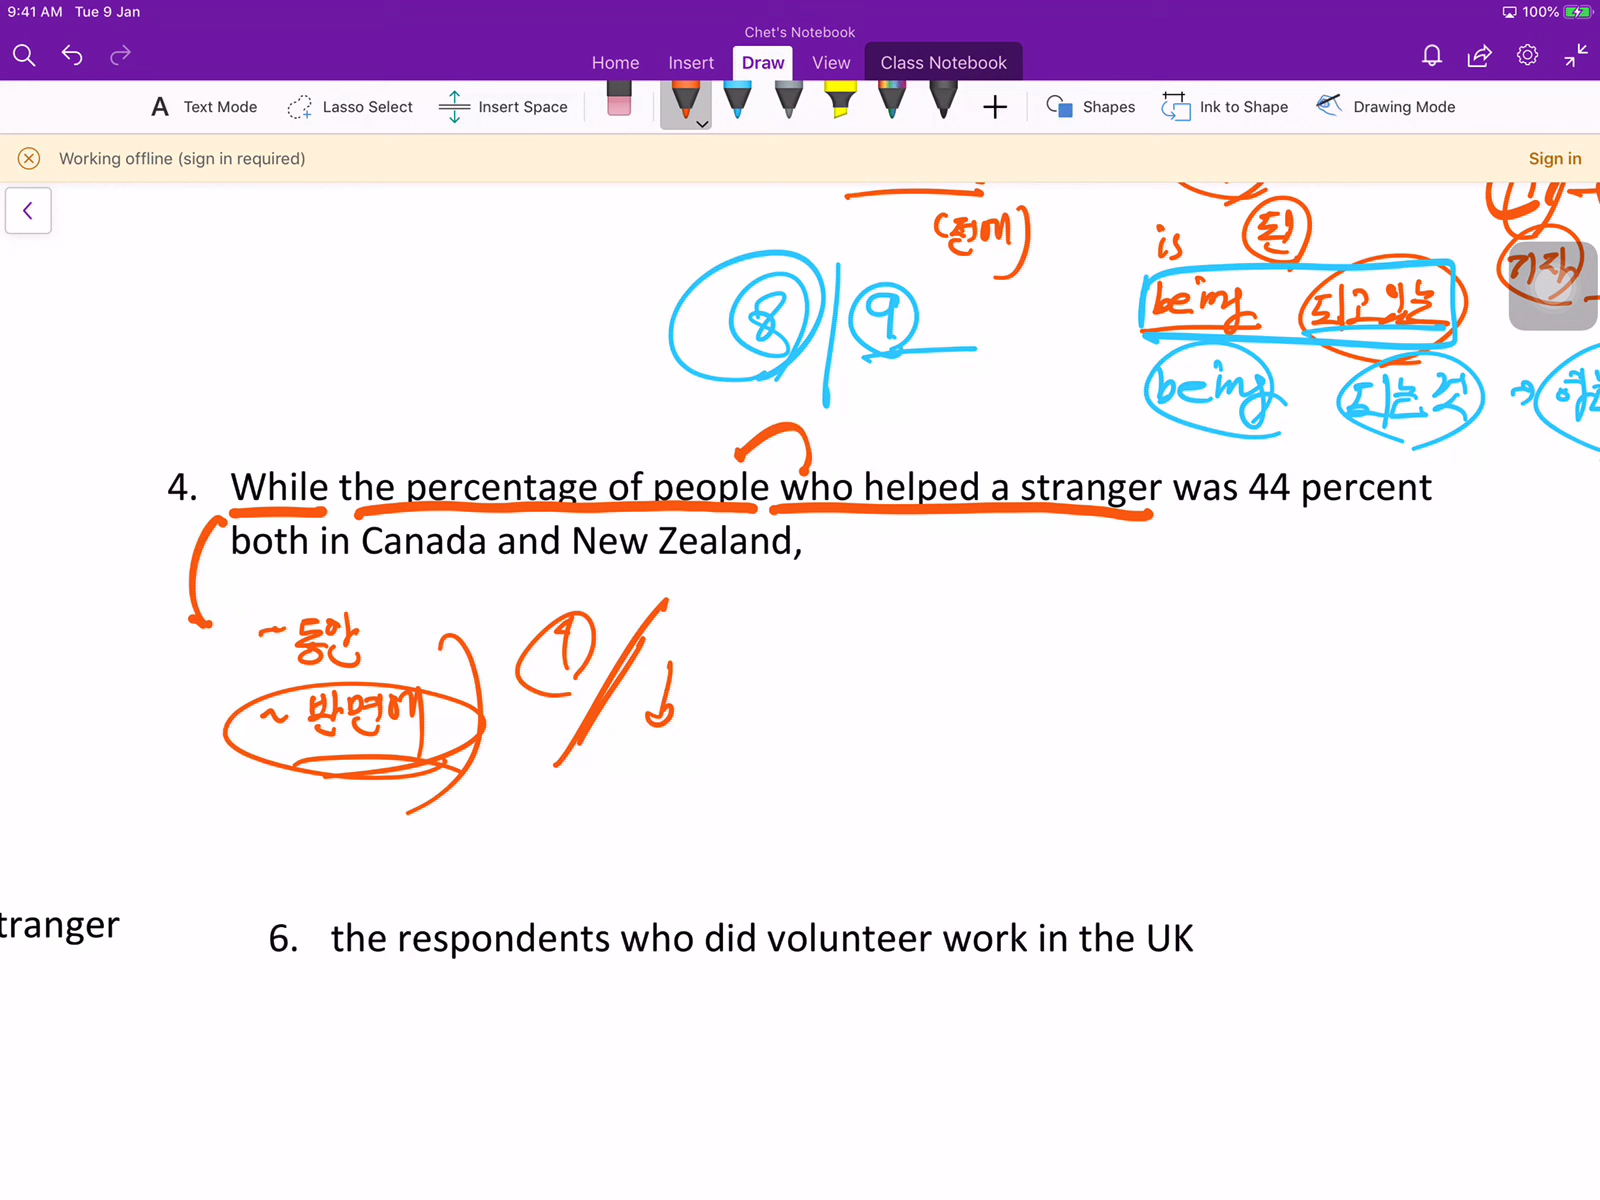 9:41 AM Tue 9 Jan
100%
Chet's Notebook
Home Insert Draw View Class Notebook
Text Mode Lasso Select Insert Space Shapes Ink to Shape Drawing Mode
Working offline (sign in required) Sign in
(전에)
is 된
being 되고 있는
being 되는 것
8 9
4. While the percentage of people who helped a stranger was 44 percent
both in Canada and New Zealand,
~동안
~반면에
tranger
6. the respondents who did volunteer work in the UK